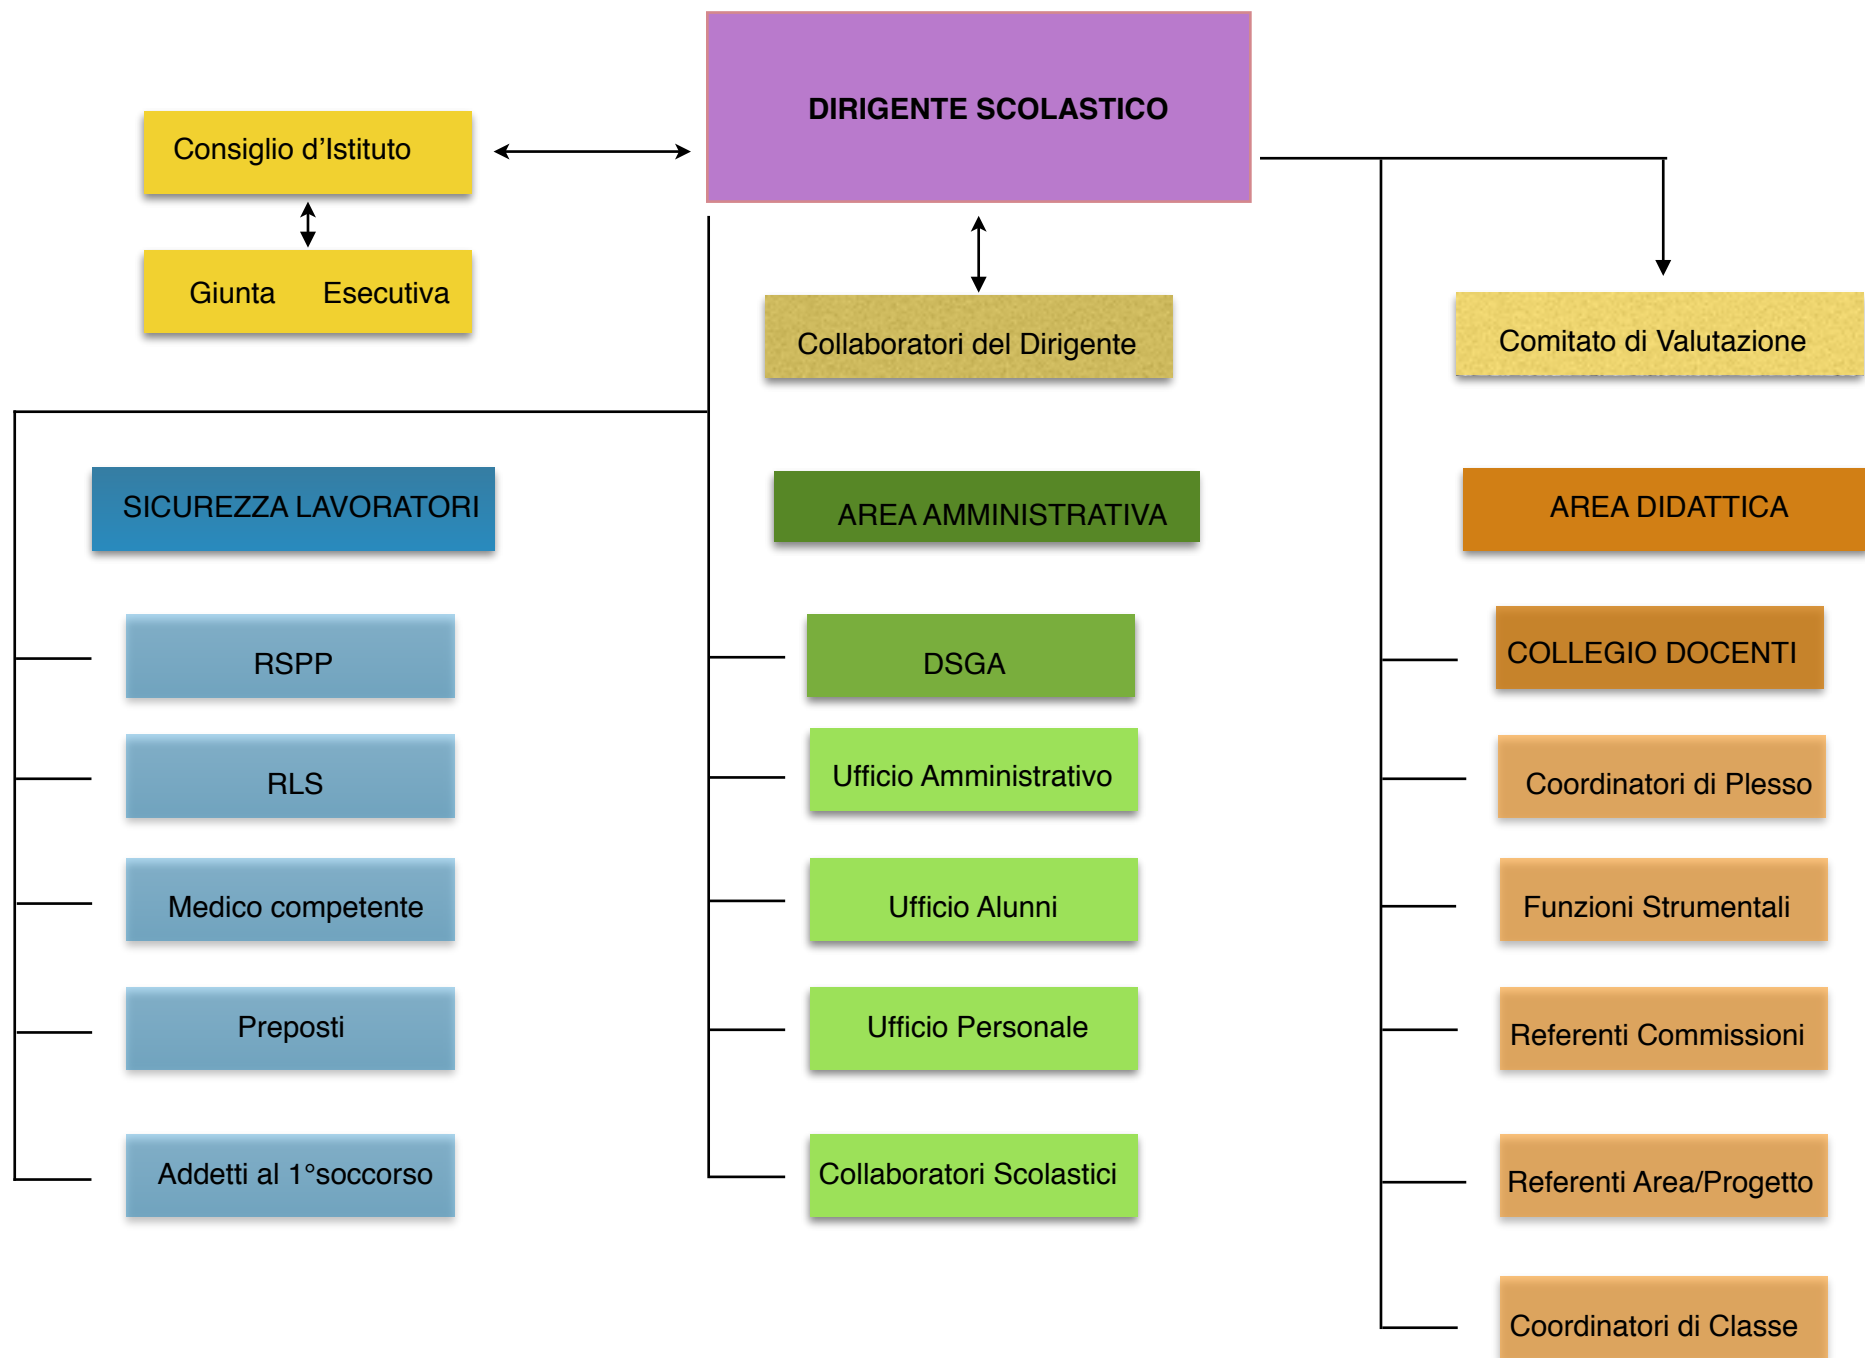 DIRIGENTE SCOLASTICO
Consiglio d’Istituto
Giunta Esecutiva
Collaboratori del Dirigente
Comitato di Valutazione
SICUREZZA LAVORATORI
RSPP
RLS
Medico competente
Preposti
Addetti al 1°soccorso
AREA AMMINISTRATIVA
DSGA
Ufficio Amministrativo
Ufficio Alunni
Ufficio Personale
Collaboratori Scolastici
AREA DIDATTICA
COLLEGIO DOCENTI
Coordinatori di Plesso
Funzioni Strumentali
Referenti Commissioni
Referenti Area/Progetto
Coordinatori di Classe